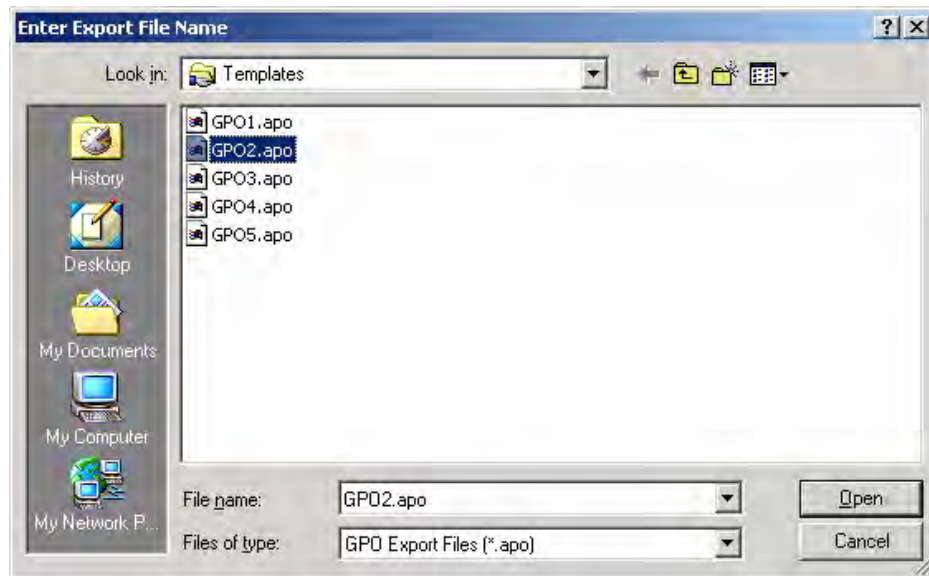 Enter Export File Name
Look in: Templates
GPO1.apo
GPO2.apo
GPO3.apo
GPO4.apo
GPO5.apo
History
Desktop
My Documents
My Computer
My Network P...
File name: GPO2.apo Open
Files of type: GPO Export Files (*.apo) Cancel